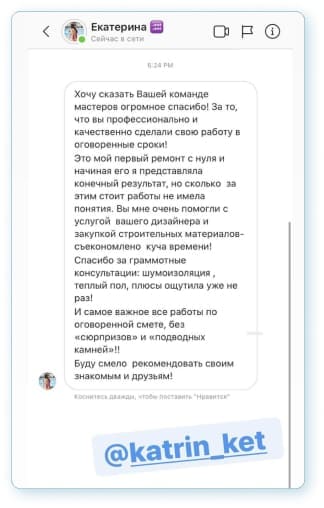 Екатерина
Сейчас в сети
6:24 PM
Хочу сказать Вашей команде
мастеров огромное спасибо! За то,
что вы профессионально и
качественно сделали свою работу в
оговоренные сроки!
Это мой первый ремонт с нуля и
начиная его я представляла
конечный результат, но сколько за
этим стоит работы не имела
понятия. Вы мне очень помогли с
услугой вашего дизайнера и
закупкой строительных материалов-
съекономлено куча времени!
Спасибо за граммотные
консультации: шумоизоляция ,
теплый пол, плюсы ощутила уже не
раз!
И самое важное все работы по
оговоренной смете, без
«сюрпризов» и «подводных
камней»!!
Буду смело рекомендовать своим
знакомым и друзьям!
Коснитесь дважды, чтобы поставить "Нравится"
@katrin_ket